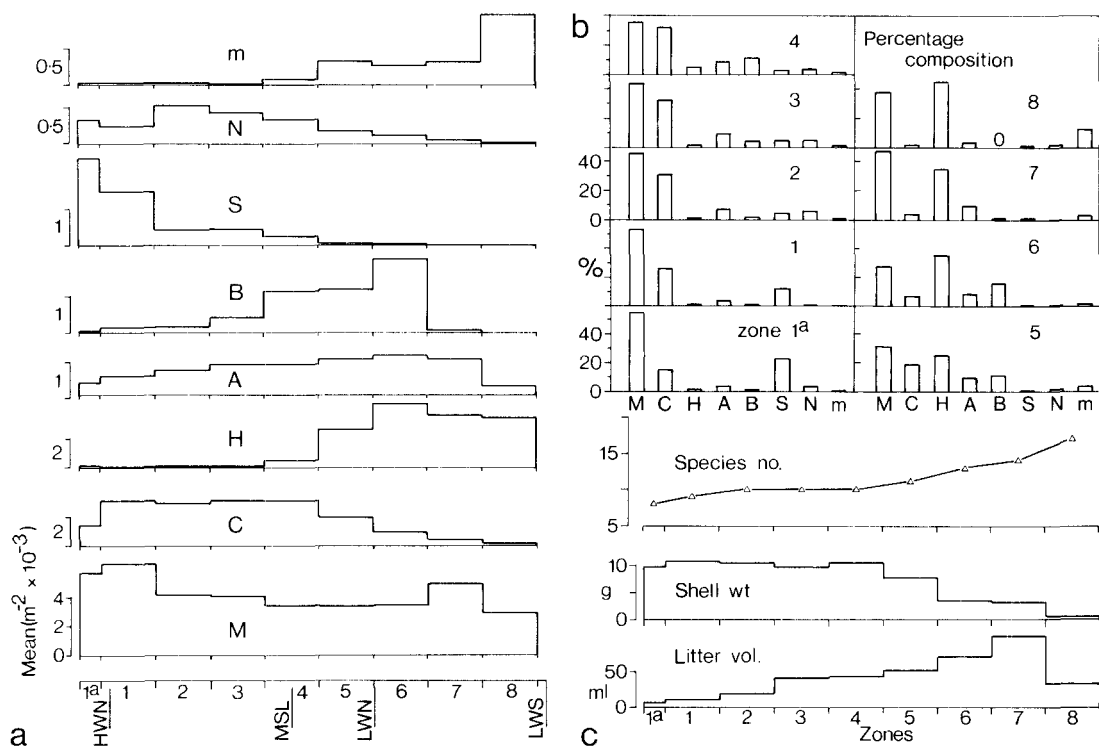 a
m
0·5
N
0·5
S
1
B
1
A
1
H
2
C
2
M
4
2
0
Mean(m⁻² × 10⁻³)
1a 1 2 3 4 5 6 7 8
HWN MSL LWN LWS
b
Percentage
composition
4
3 8
0
40
20
0
2 7
%
1 6
40
20
0
zone 1a 5
M C H A B S N m M C H A B S N m
c
15
5
Species no.
10
g
0
Shell wt
50
ml
0
Litter vol.
1a 1 2 3 4 5 6 7 8
Zones